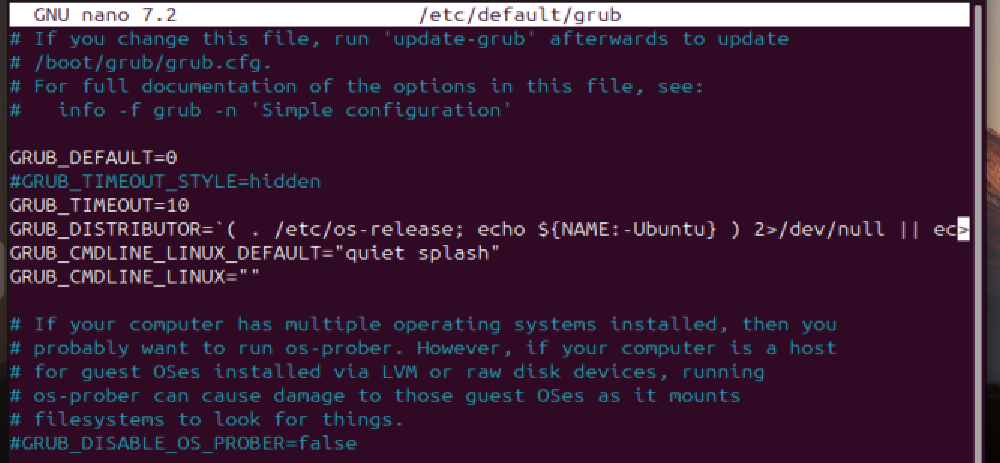 GNU nano 7.2 /etc/default/grub
# If you change this file, run 'update-grub' afterwards to update
# /boot/grub/grub.cfg.
# For full documentation of the options in this file, see:
#   info -f grub -n 'Simple configuration'
GRUB_DEFAULT=0
#GRUB_TIMEOUT_STYLE=hidden
GRUB_TIMEOUT=10
GRUB_DISTRIBUTOR=`( . /etc/os-release; echo ${NAME:-Ubuntu} ) 2>/dev/null || ec>
GRUB_CMDLINE_LINUX_DEFAULT="quiet splash"
GRUB_CMDLINE_LINUX=""
# If your computer has multiple operating systems installed, then you
# probably want to run os-prober. However, if your computer is a host
# for guest OSes installed via LVM or raw disk devices, running
# os-prober can cause damage to those guest OSes as it mounts
# filesystems to look for things.
#GRUB_DISABLE_OS_PROBER=false